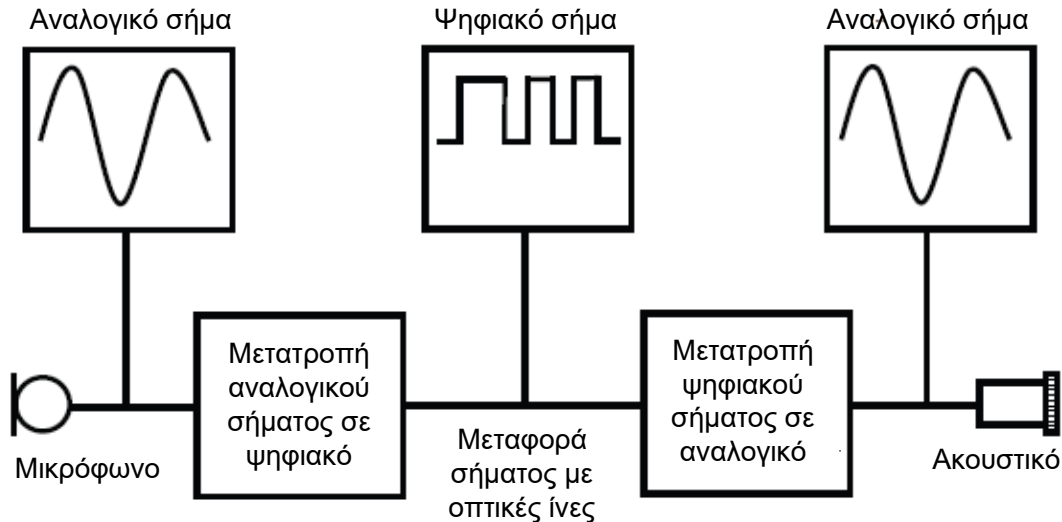 Αναλογικό σήμα
Ψηφιακό σήμα
Αναλογικό σήμα
Μετατροπή
αναλογικού
σήματος σε
ψηφιακό
Μετατροπή
ψηφιακού
σήματος σε
αναλογικό
Μικρόφωνο
Μεταφορά
σήματος με
οπτικές ίνες
Ακουστικό